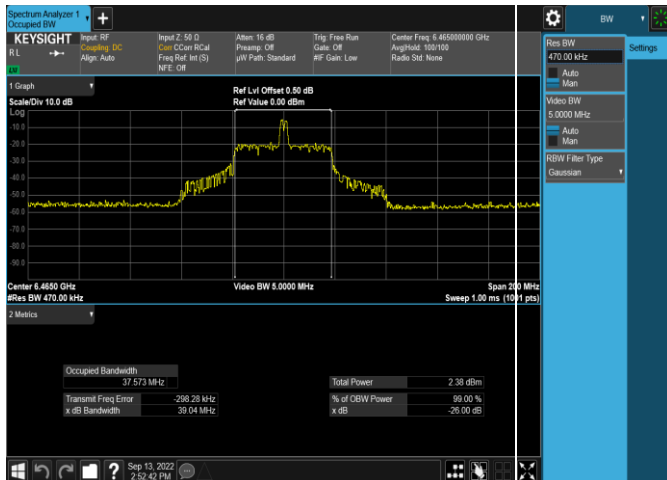 Spectrum Analyzer 1
Occupied BW
+
KEYSIGHT
R L
Input: RF
Coupling: DC
Align: Auto
Input Z: 50 Ω
Corr CCorr RCal
Freq Ref: Int (S)
NFE: Off
Atten: 16 dB
Preamp: Off
µW Path: Standard
Trig: Free Run
Gate: Off
#IF Gain: Low
Center Freq: 6.465000000 GHz
Avg|Hold: 100/100
Radio Std: None
1 Graph
Scale/Div 10.0 dB
Ref Lvl Offset 0.50 dB
Ref Value 0.00 dBm
Log
-10.0
-20.0
-30.0
-40.0
-50.0
-60.0
-70.0
-80.0
-90.0
Center 6.4650 GHz
#Res BW 470.00 kHz
Video BW 5.0000 MHz
Span 200 MHz
Sweep 1.00 ms (1001 pts)
2 Metrics
Occupied Bandwidth
37.573 MHz
Transmit Freq Error -298.28 kHz
x dB Bandwidth 39.04 MHz
Total Power 2.38 dBm
% of OBW Power 99.00 %
x dB -26.00 dB
Sep 13, 2022
2:52:42 PM
BW
Res BW
470.00 kHz
Auto
Man
Video BW
5.0000 MHz
Auto
Man
RBW Filter Type
Gaussian
Settings